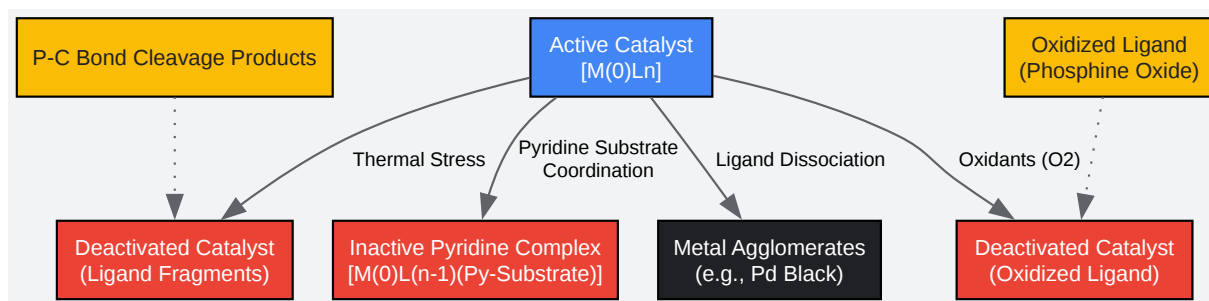 P-C Bond Cleavage Products
Active Catalyst
[M(0)Ln]
Oxidized Ligand
(Phosphine Oxide)
Thermal Stress
Pyridine Substrate
Coordination
Ligand Dissociation
Oxidants (O2)
Deactivated Catalyst
(Ligand Fragments)
Inactive Pyridine Complex
[M(0)L(n-1)(Py-Substrate)]
Metal Agglomerates
(e.g., Pd Black)
Deactivated Catalyst
(Oxidized Ligand)